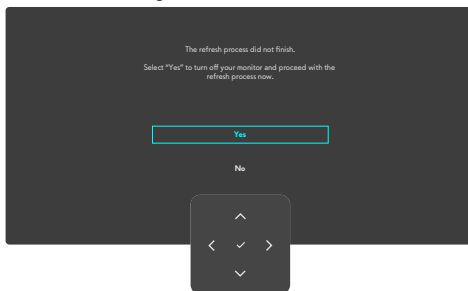 The refresh process did not finish.
Select "Yes" to turn off your monitor and proceed with the
refresh process now.
Yes
No